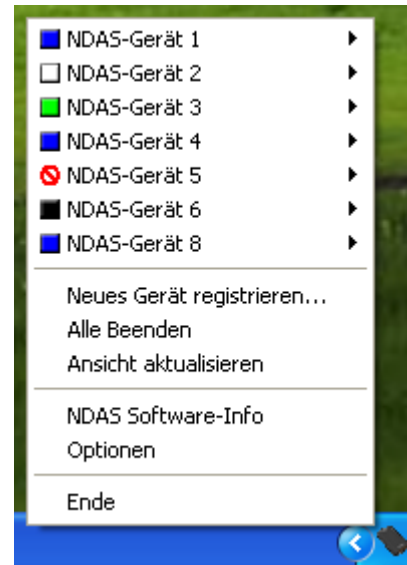 NDAS-Gerät 1
NDAS-Gerät 2
NDAS-Gerät 3
NDAS-Gerät 4
NDAS-Gerät 5
NDAS-Gerät 6
NDAS-Gerät 8
Neues Gerät registrieren...
Alle Beenden
Ansicht aktualisieren
NDAS Software-Info
Optionen
Ende